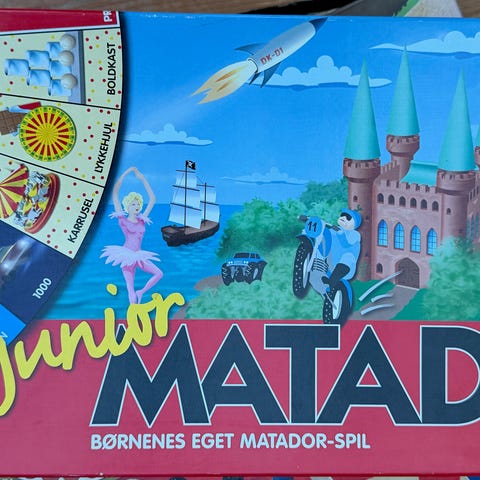 BOLDKAST
LYKKEHJUL
KARRUSEL
1000
DK-01
11
Junior
MATAD
BØRNENES EGET MATADOR-SPIL